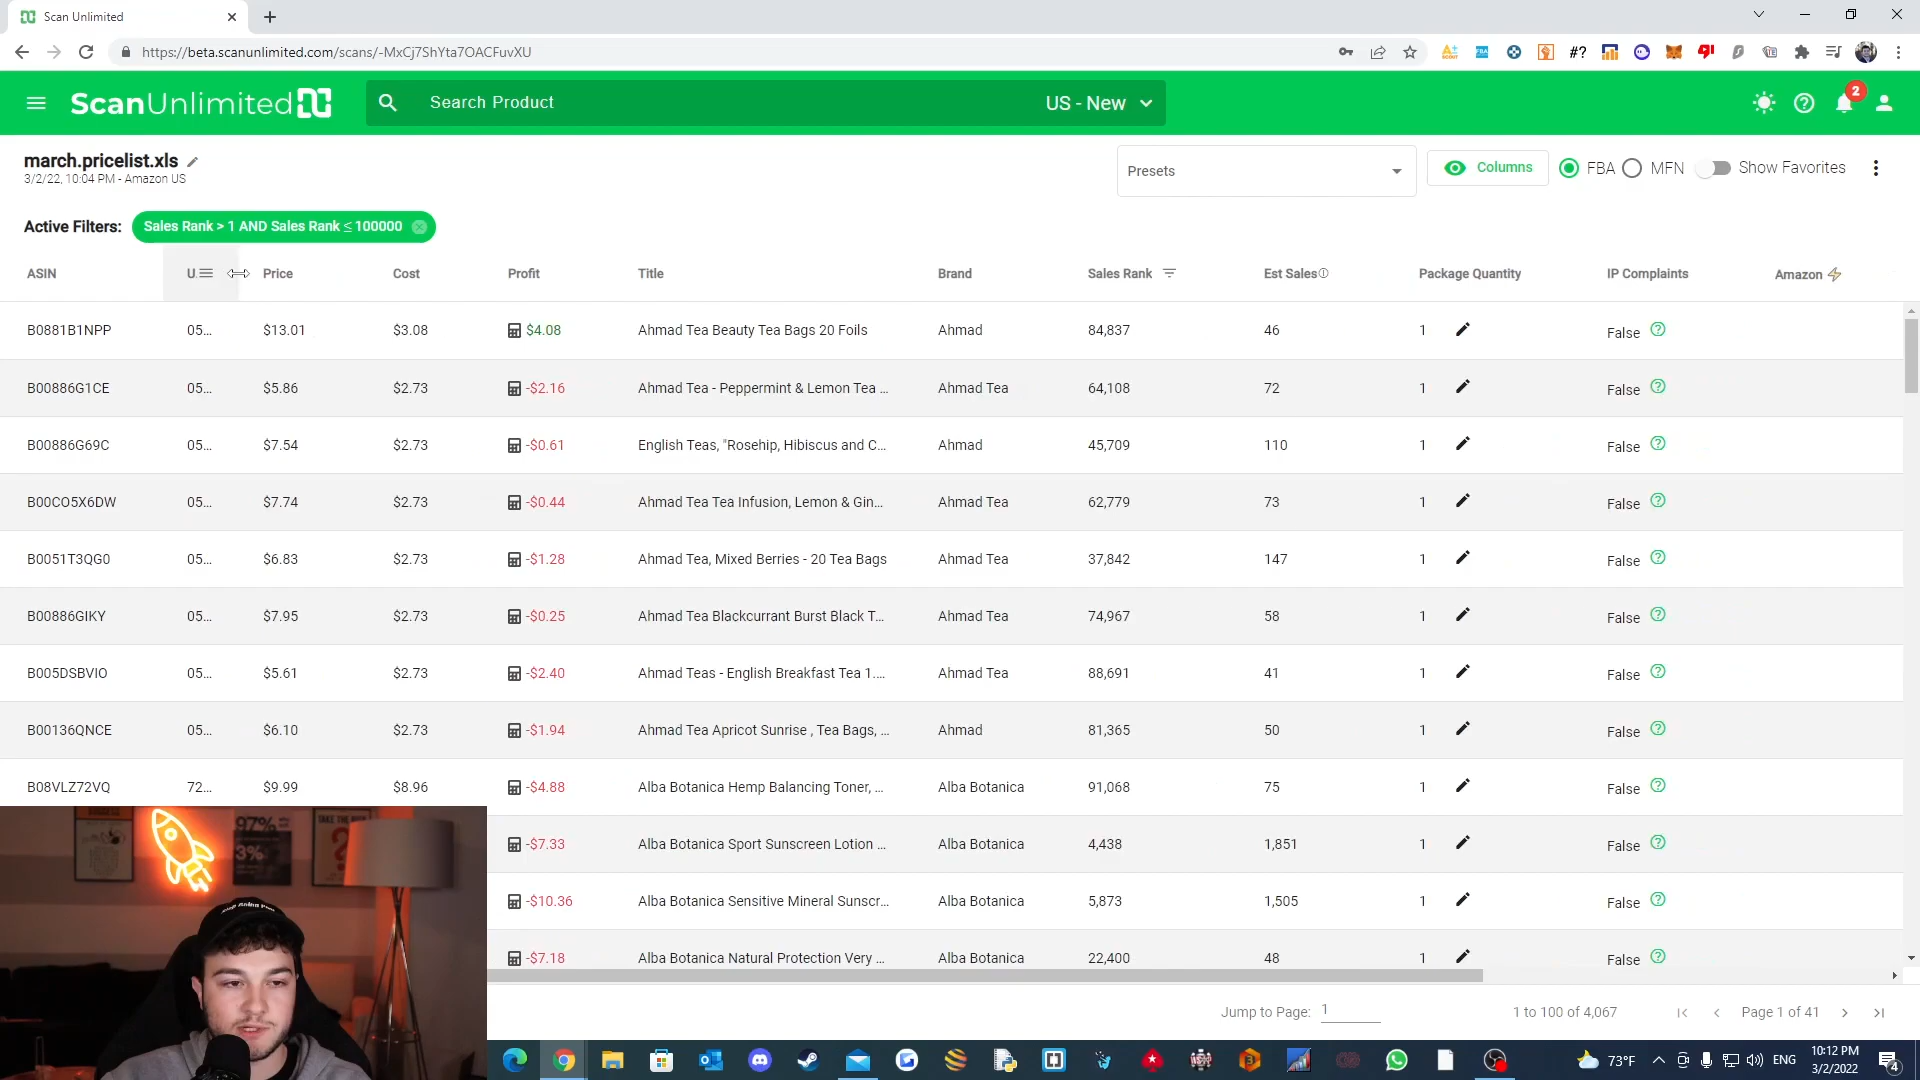 Scan Unlimited
https://beta.scanunlimited.com/scans/-MxCj7ShYta7OACFuvXU
#?
ScanUnlimited
Search Product
US - New
2
march.pricelist.xls
3/2/22, 10:04 PM - Amazon US
Presets
Columns
FBA
MFN
Show Favorites
Active Filters: Sales Rank > 1 AND Sales Rank ≤ 100000
ASIN U. Price Cost Profit Title Brand Sales Rank Est Sales Package Quantity IP Complaints Amazon
B0881B1NPP 05... $13.01 $3.08 $4.08 Ahmad Tea Beauty Tea Bags 20 Foils Ahmad 84,837 46 1 False
B00886G1CE 05... $5.86 $2.73 -$2.16 Ahmad Tea - Peppermint & Lemon Tea ... Ahmad Tea 64,108 72 1 False
B00886G69C 05... $7.54 $2.73 -$0.61 English Teas, "Rosehip, Hibiscus and C... Ahmad 45,709 110 1 False
B00CO5X6DW 05... $7.74 $2.73 -$0.44 Ahmad Tea Tea Infusion, Lemon & Gin... Ahmad Tea 62,779 73 1 False
B0051T3QG0 05... $6.83 $2.73 -$1.28 Ahmad Tea, Mixed Berries - 20 Tea Bags Ahmad Tea 37,842 147 1 False
B00886GIKY 05... $7.95 $2.73 -$0.25 Ahmad Tea Blackcurrant Burst Black T... Ahmad Tea 74,967 58 1 False
B005DSBVIO 05... $5.61 $2.73 -$2.40 Ahmad Teas - English Breakfast Tea 1.... Ahmad Tea 88,691 41 1 False
B00136QNCE 05... $6.10 $2.73 -$1.94 Ahmad Tea Apricot Sunrise , Tea Bags, ... Ahmad 81,365 50 1 False
B08VLZ72VQ 72... $9.99 $8.96 -$4.88 Alba Botanica Hemp Balancing Toner, ... Alba Botanica 91,068 75 1 False
-$7.33 Alba Botanica Sport Sunscreen Lotion ... Alba Botanica 4,438 1,851 1 False
-$10.36 Alba Botanica Sensitive Mineral Sunscr... Alba Botanica 5,873 1,505 1 False
-$7.18 Alba Botanica Natural Protection Very ... Alba Botanica 22,400 48 1 False
97%
3%
TAKE THE
Jump to Page: 1
1 to 100 of 4,067
Page 1 of 41
73°F
ENG
10:12 PM
3/2/2022
4